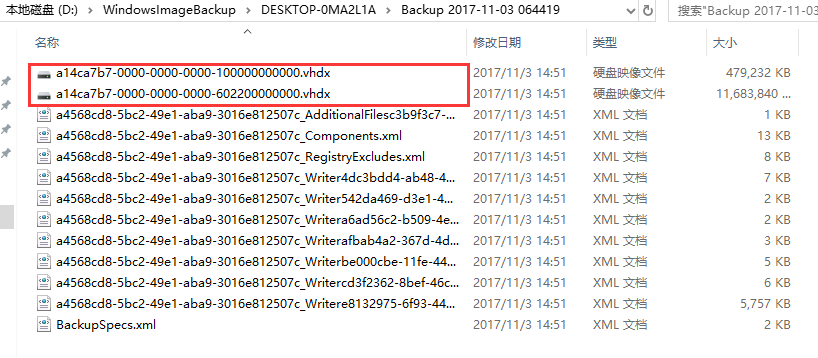 本地磁盘 (D:) > WindowsImageBackup > DESKTOP-0MA2L1A > Backup 2017-11-03 064419 搜索"Backup 2017-11-03
名称 修改日期 类型 大小
a14ca7b7-0000-0000-0000-100000000000.vhdx 2017/11/3 14:51 硬盘映像文件 479,232 KB
a14ca7b7-0000-0000-0000-602200000000.vhdx 2017/11/3 14:51 硬盘映像文件 11,683,840 ...
a4568cd8-5bc2-49e1-aba9-3016e812507c_AdditionalFilesc3b9f3c7-... 2017/11/3 14:51 XML 文档 1 KB
a4568cd8-5bc2-49e1-aba9-3016e812507c_Components.xml 2017/11/3 14:51 XML 文档 13 KB
a4568cd8-5bc2-49e1-aba9-3016e812507c_RegistryExcludes.xml 2017/11/3 14:51 XML 文档 8 KB
a4568cd8-5bc2-49e1-aba9-3016e812507c_Writer4dc3bdd4-ab48-4... 2017/11/3 14:51 XML 文档 7 KB
a4568cd8-5bc2-49e1-aba9-3016e812507c_Writer542da469-d3e1-4... 2017/11/3 14:51 XML 文档 2 KB
a4568cd8-5bc2-49e1-aba9-3016e812507c_Writera6ad56c2-b509-4e... 2017/11/3 14:51 XML 文档 2 KB
a4568cd8-5bc2-49e1-aba9-3016e812507c_Writerafbab4a2-367d-4d... 2017/11/3 14:51 XML 文档 3 KB
a4568cd8-5bc2-49e1-aba9-3016e812507c_Writerbe000cbe-11fe-44... 2017/11/3 14:51 XML 文档 5 KB
a4568cd8-5bc2-49e1-aba9-3016e812507c_Writercd3f2362-8bef-46c... 2017/11/3 14:51 XML 文档 6 KB
a4568cd8-5bc2-49e1-aba9-3016e812507c_Writere8132975-6f93-44... 2017/11/3 14:51 XML 文档 5,757 KB
BackupSpecs.xml 2017/11/3 14:51 XML 文档 2 KB